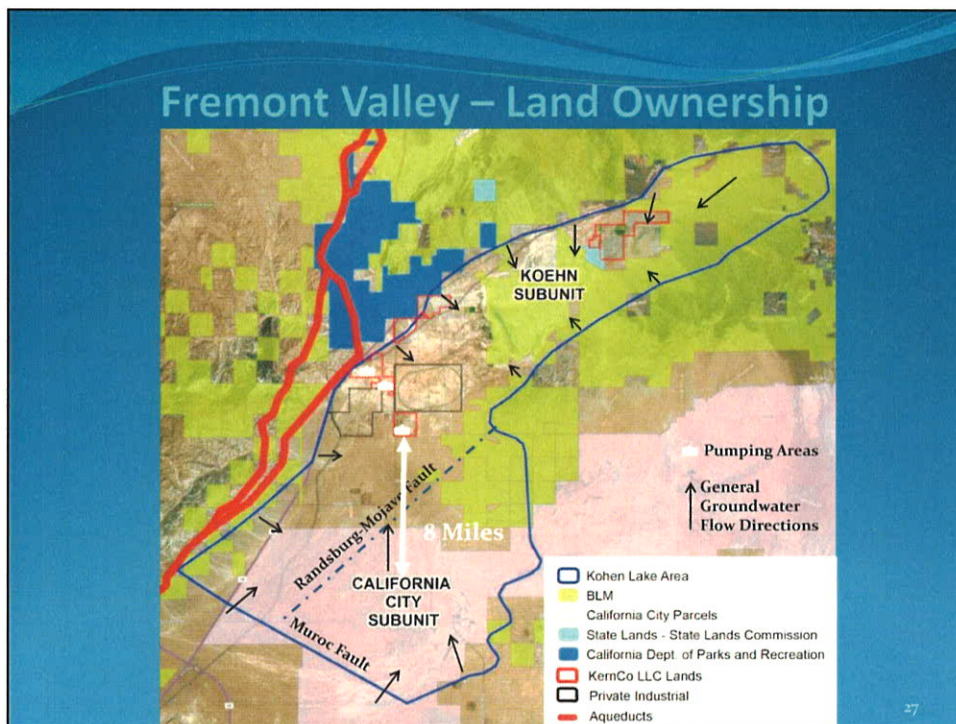 Fremont Valley – Land Ownership
KOEHN
SUBUNIT
Pumping Areas
General
Groundwater
Flow Directions
Randsburg-Mojave Fault
8 Miles
CALIFORNIA
CITY
SUBUNIT
Muroc Fault
Kohen Lake Area
BLM
California City Parcels
State Lands - State Lands Commission
California Dept. of Parks and Recreation
KernCo LLC Lands
Private Industrial
Aqueducts
27